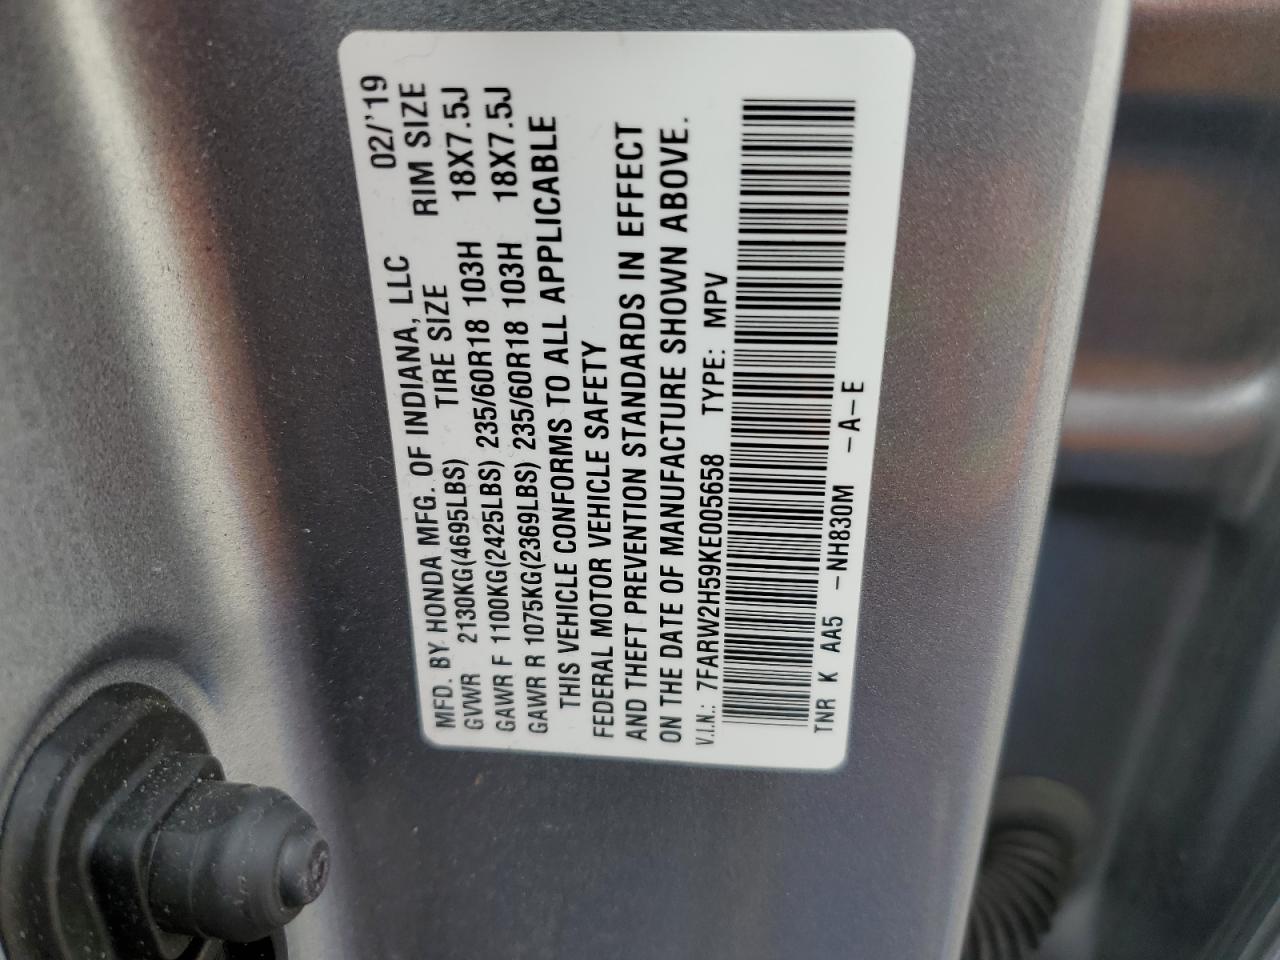 MFD. BY HONDA MFG. OF INDIANA, LLC 02/'19
GVWR 2130KG(4695LBS) TIRE SIZE RIM SIZE
GAWR F 1100KG(2425LBS) 235/60R18 103H 18X7.5J
GAWR R 1075KG(2369LBS) 235/60R18 103H 18X7.5J
THIS VEHICLE CONFORMS TO ALL APPLICABLE
FEDERAL MOTOR VEHICLE SAFETY
AND THEFT PREVENTION STANDARDS IN EFFECT
ON THE DATE OF MANUFACTURE SHOWN ABOVE.
V.I.N.: 7FARW2H59KE005658 TYPE: MPV
TNR K AA5 -NH830M -A-E